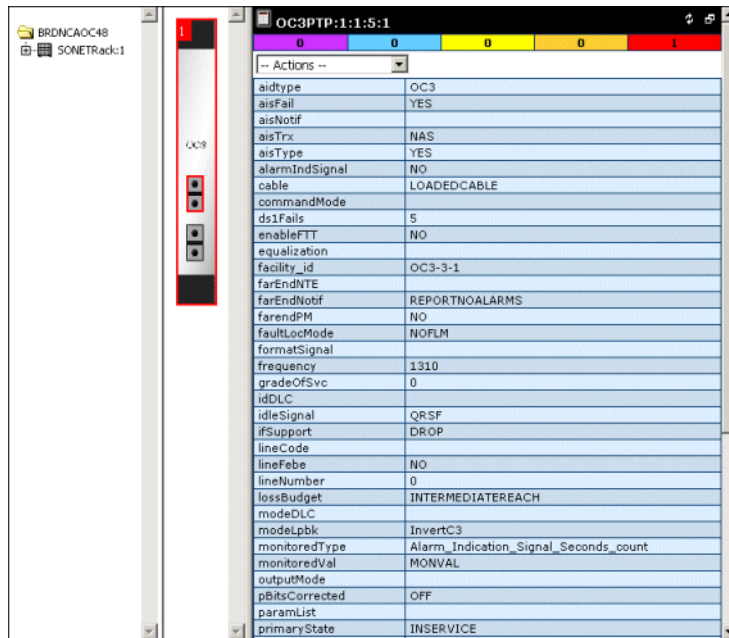 BRDNCAOC48
SONETRack:1
1
OC3
OC3PTP:1:1:5:1
0 0 0 0 1
-- Actions --
aidtype OC3
aisFail YES
aisNotif
aisTrx NAS
aisType YES
alarmIndSignal NO
cable LOADEDCABLE
commandMode
ds1Fails 5
enableFTT NO
equalization
facility_id OC3-3-1
farEndNTE
farEndNotif REPORTNOALARMS
farendPM NO
faultLocMode NOFLM
formatSignal
frequency 1310
gradeOfSvc 0
idDLC
idleSignal QRSF
ifSupport DROP
lineCode
lineFebe NO
lineNumber 0
lossBudget INTERMEDIATEREACH
modeDLC
modeLpbk InvertC3
monitoredType Alarm_Indication_Signal_Seconds_count
monitoredVal MONVAL
outputMode
pBitsCorrected OFF
paramList
primaryState INSERVICE